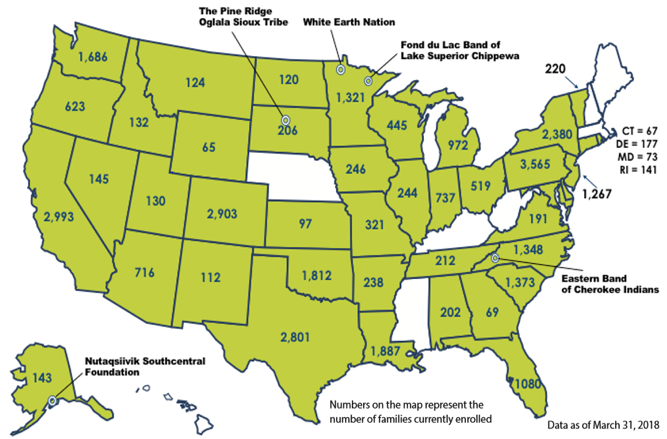 The Pine Ridge
Oglala Sioux Tribe
White Earth Nation
Fond du Lac Band of
Lake Superior Chippewa
220
1,686
124
120
1,321
623
132
206
445
972
2,380
CT = 67
DE = 177
MD = 73
RI = 141
65
246
3,565
145
130
2,903
244
737
519
1,267
2,993
97
321
191
1,348
212
716
112
1,812
238
1,373
Eastern Band
of Cherokee Indians
202
69
2,801
1,887
1080
143
Nutaqsiivik Southcentral
Foundation
Numbers on the map represent the
number of families currently enrolled
Data as of March 31, 2018